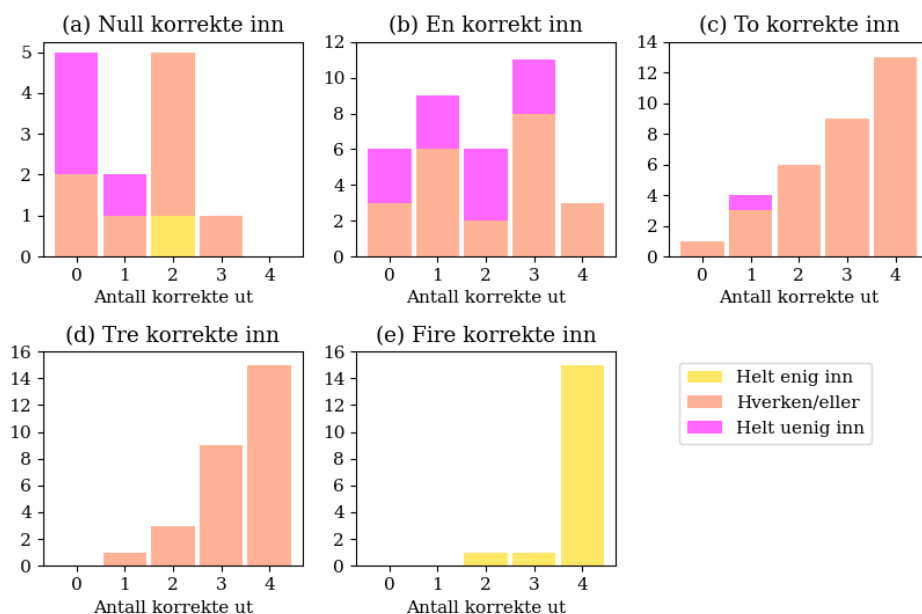 (a) Null korrekte inn
5
4
3
2
1
0
0 1 2 3 4
Antall korrekte ut
(b) En korrekt inn
12
10
8
6
4
2
0
0 1 2 3 4
Antall korrekte ut
(c) To korrekte inn
14
12
10
8
6
4
2
0
0 1 2 3 4
Antall korrekte ut
(d) Tre korrekte inn
16
14
12
10
8
6
4
2
0
0 1 2 3 4
Antall korrekte ut
(e) Fire korrekte inn
16
14
12
10
8
6
4
2
0
0 1 2 3 4
Antall korrekte ut
Helt enig inn
Hverken/eller
Helt uenig inn